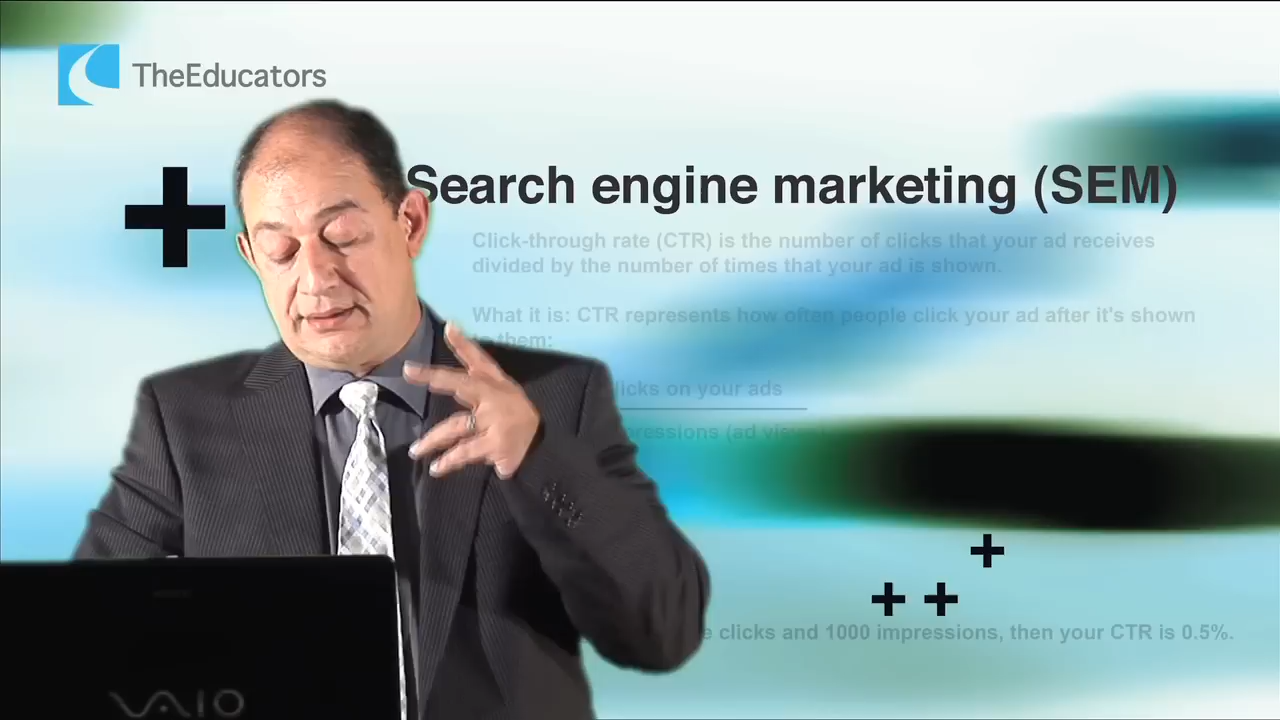 TheEducators
Search engine marketing (SEM)
Click-through rate (CTR) is the number of clicks that your ad receives
divided by the number of times that your ad is shown.
What it is: CTR represents how often people click your ad after it's shown
them:
on your ads
(ad
clicks and 1000 impressions, then your CTR is 0.5%.
VAIO